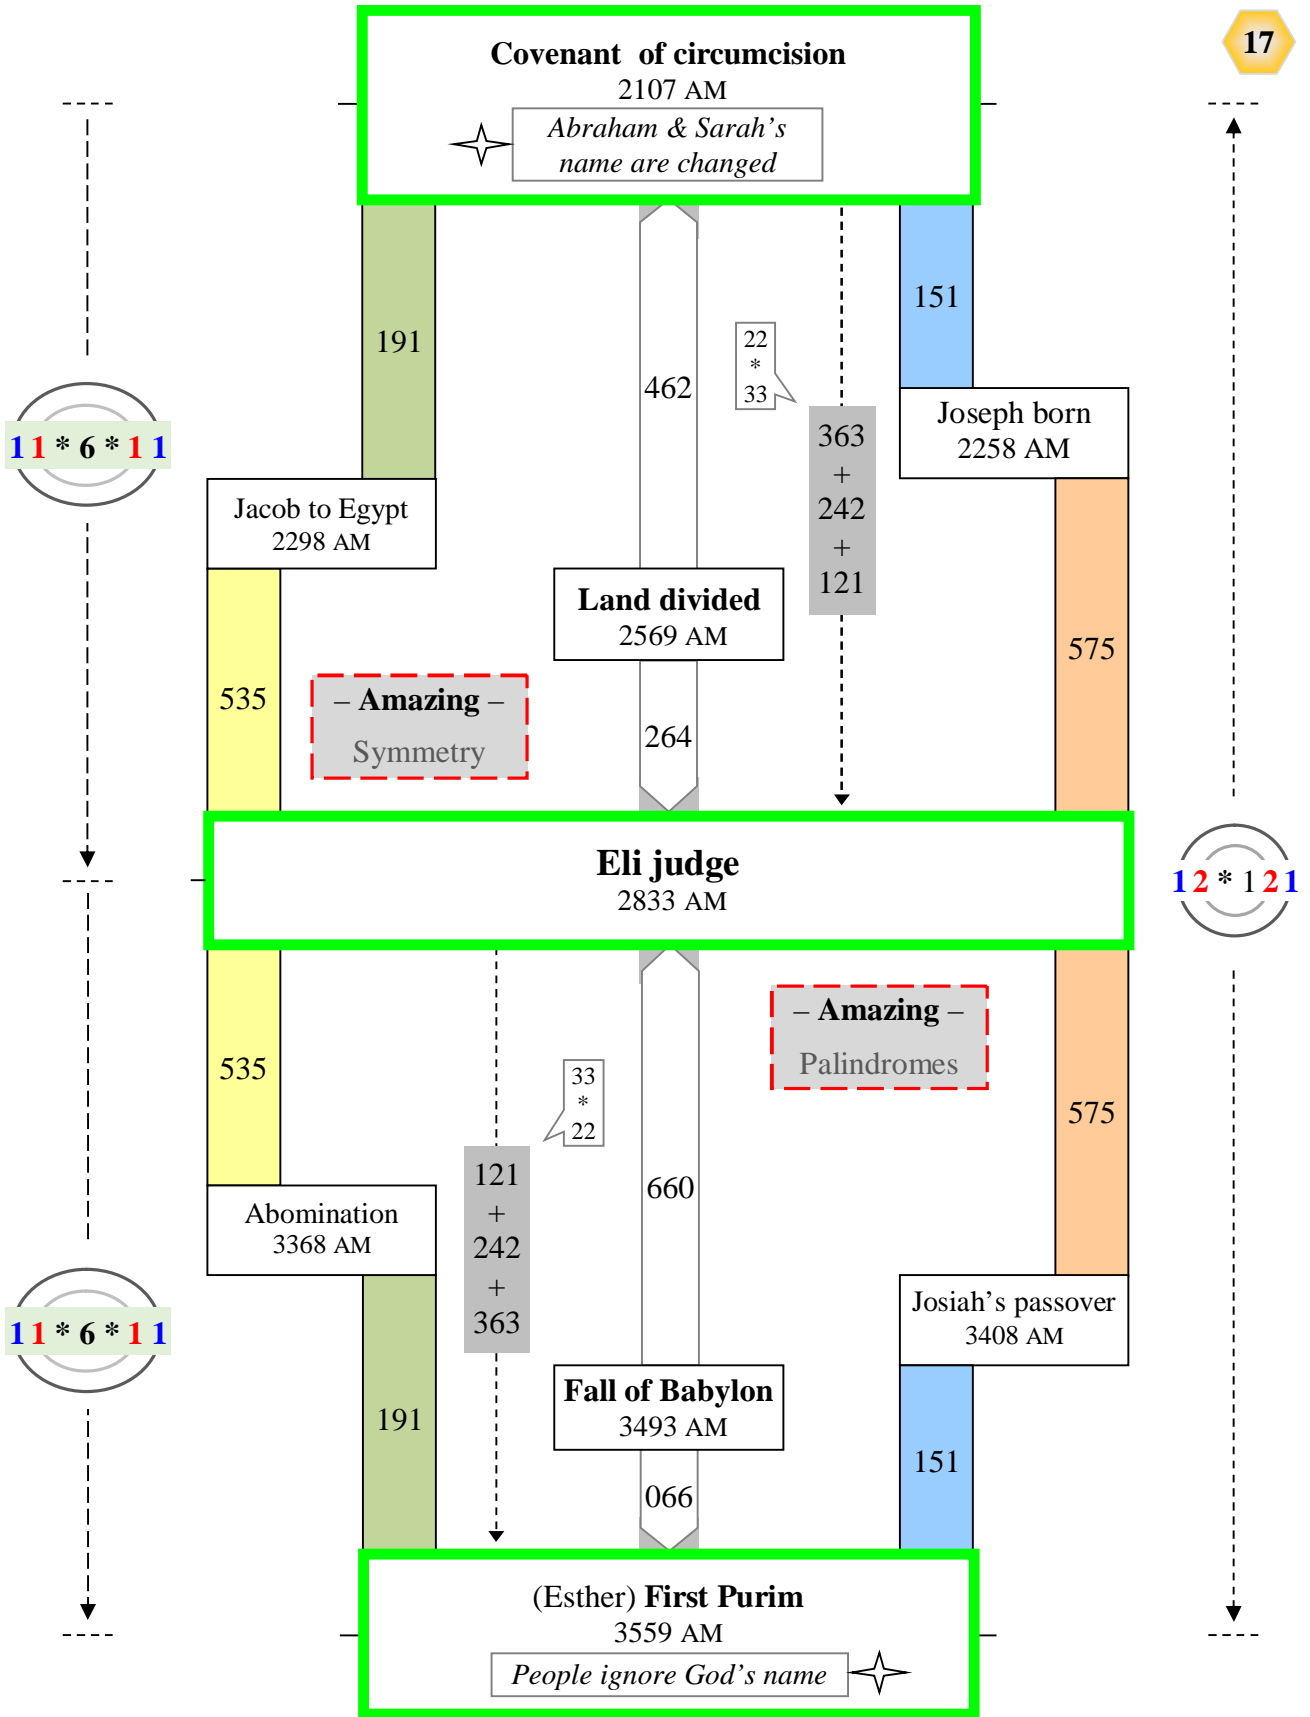 17
Covenant of circumcision
2107 AM
Abraham & Sarah's
name are changed
191
462
22
*
33
151
363
+
242
+
121
Joseph born
2258 AM
11 * 6 * 11
Jacob to Egypt
2298 AM
Land divided
2569 AM
575
535
– Amazing –
Symmetry
264
Eli judge
2833 AM
12 * 121
535
– Amazing –
Palindromes
33
*
22
575
121
+
242
+
363
660
Abomination
3368 AM
11 * 6 * 11
Josiah's passover
3408 AM
191
Fall of Babylon
3493 AM
151
066
(Esther) First Purim
3559 AM
People ignore God's name